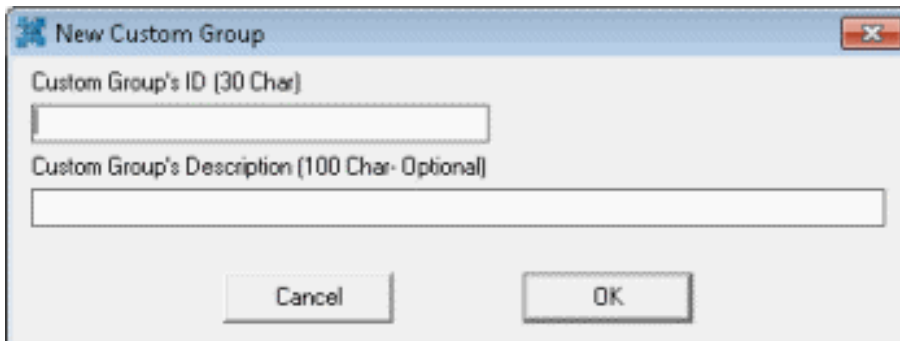 New Custom Group
Custom Group's ID (30 Char)
Custom Group's Description (100 Char- Optional)
Cancel OK